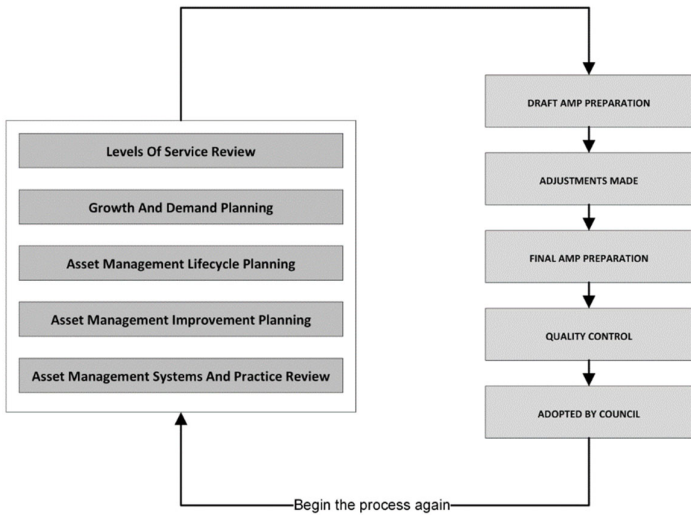 Levels Of Service Review
Growth And Demand Planning
Asset Management Lifecycle Planning
Asset Management Improvement Planning
Asset Management Systems And Practice Review
DRAFT AMP PREPARATION
ADJUSTMENTS MADE
FINAL AMP PREPARATION
QUALITY CONTROL
ADOPTED BY COUNCIL
Begin the process again